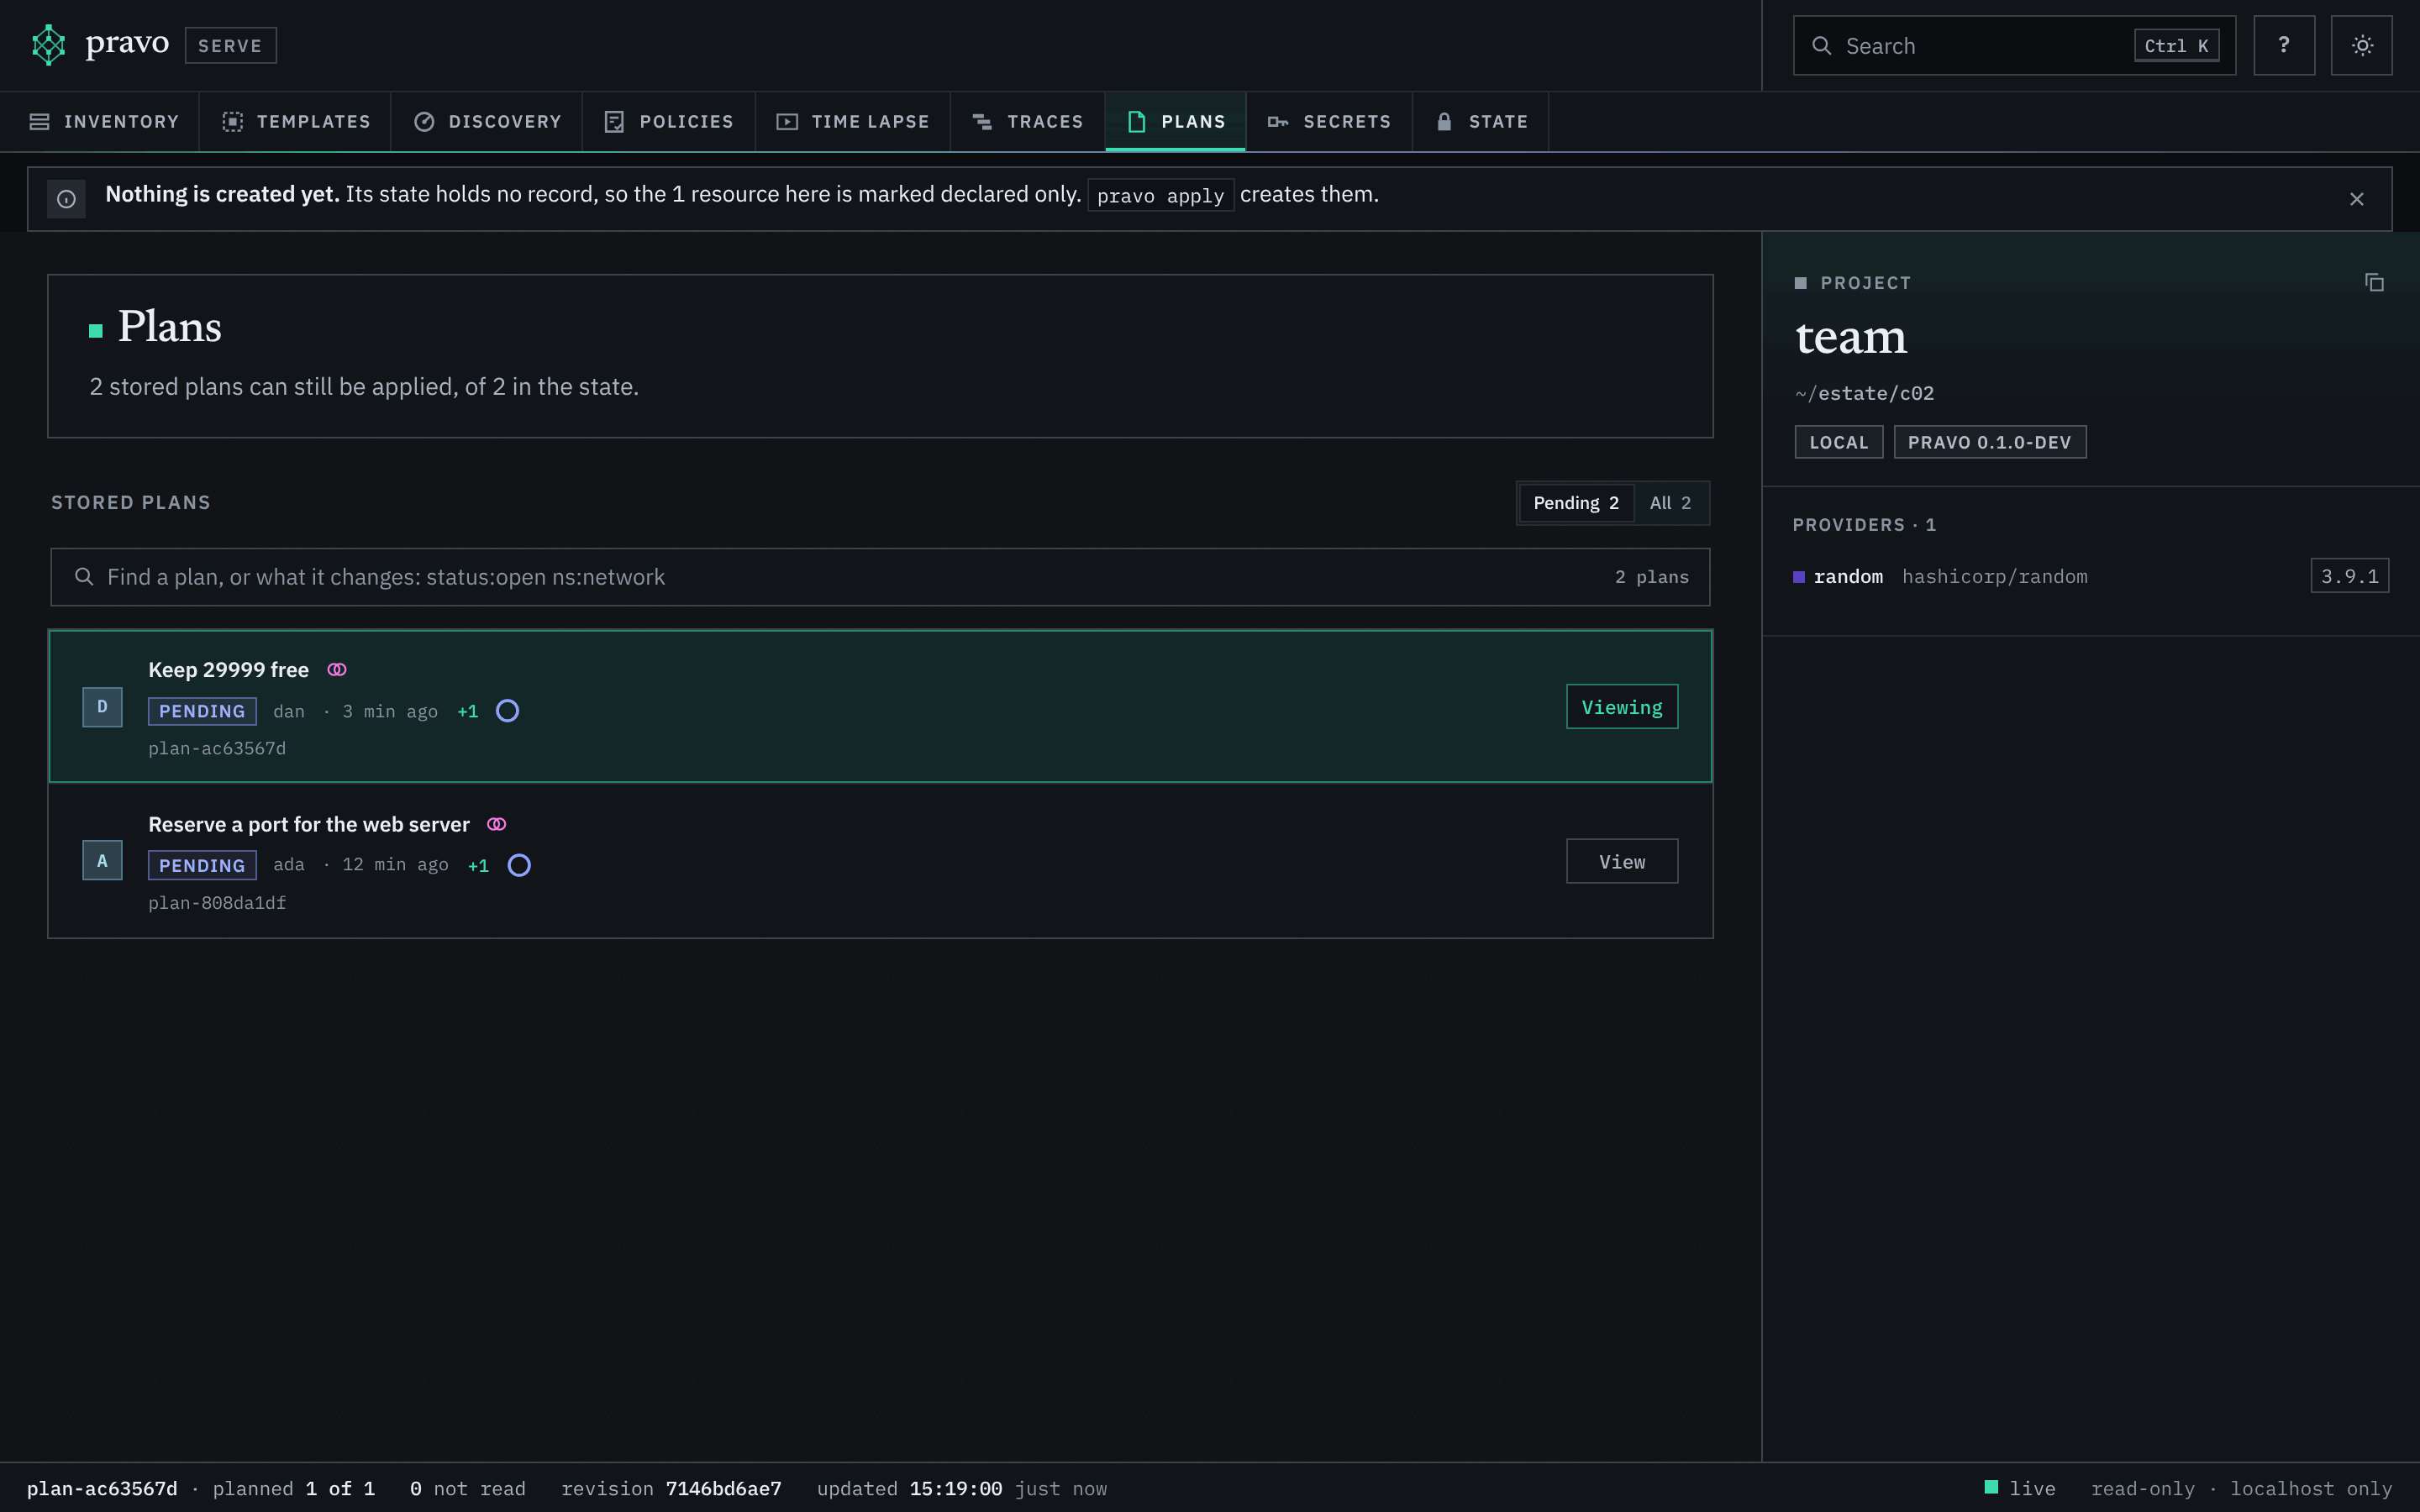 pravo SERVE
Search Ctrl K ?
INVENTORY TEMPLATES DISCOVERY POLICIES TIME LAPSE TRACES PLANS SECRETS STATE
Nothing is created yet. Its state holds no record, so the 1 resource here is marked declared only. pravo apply creates them.
Plans
2 stored plans can still be applied, of 2 in the state.
STORED PLANS
Pending 2 All 2
Find a plan, or what it changes: status:open ns:network 2 plans
D
Keep 29999 free
PENDING dan · 3 min ago +1
plan-ac63567d
Viewing
A
Reserve a port for the web server
PENDING ada · 12 min ago +1
plan-808da1df
View
PROJECT
team
~/estate/c02
LOCAL PRAVO 0.1.0-DEV
PROVIDERS · 1
random hashicorp/random 3.9.1
plan-ac63567d · planned 1 of 1 0 not read revision 7146bd6ae7 updated 15:19:00 just now
live read-only · localhost only